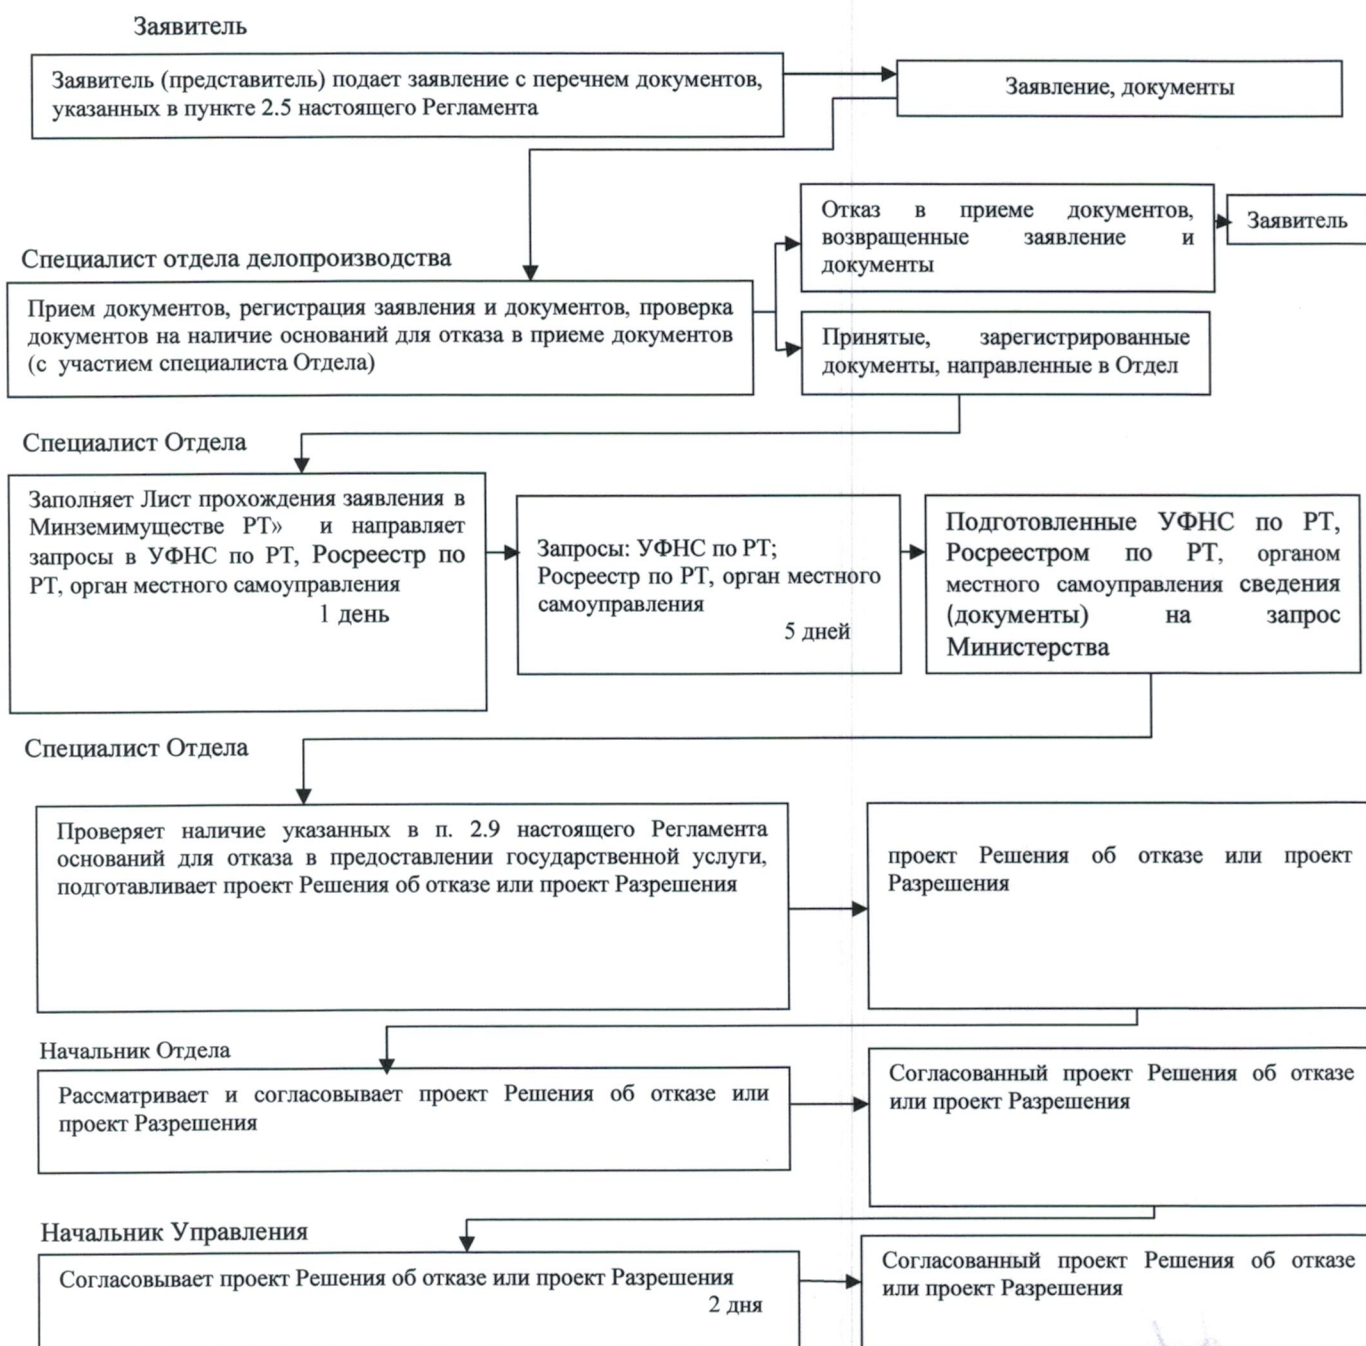 Заявитель
Заявитель (представитель) подает заявление с перечнем документов,
указанных в пункте 2.5 настоящего Регламента
Заявление, документы
Отказ в приеме документов,
возвращенные заявление и
документы
Заявитель
Специалист отдела делопроизводства
Прием документов, регистрация заявления и документов, проверка
документов на наличие оснований для отказа в приеме документов
(с участием специалиста Отдела)
Принятые, зарегистрированные
документы, направленные в Отдел
Специалист Отдела
Заполняет Лист прохождения заявления в
Минземимуществе РТ» и направляет
запросы в УФНС по РТ, Росреестр по
РТ, орган местного самоуправления
1 день
Запросы: УФНС по РТ;
Росреестр по РТ, орган местного
самоуправления
5 дней
Подготовленные УФНС по РТ,
Росреестром по РТ, органом
местного самоуправления сведения
(документы) на запрос
Министерства
Специалист Отдела
Проверяет наличие указанных в п. 2.9 настоящего Регламента
оснований для отказа в предоставлении государственной услуги,
подготавливает проект Решения об отказе или проект Разрешения
проект Решения об отказе или проект
Разрешения
Начальник Отдела
Рассматривает и согласовывает проект Решения об отказе или
проект Разрешения
Согласованный проект Решения об отказе
или проект Разрешения
Начальник Управления
Согласовывает проект Решения об отказе или проект Разрешения
2 дня
Согласованный проект Решения об отказе
или проект Разрешения